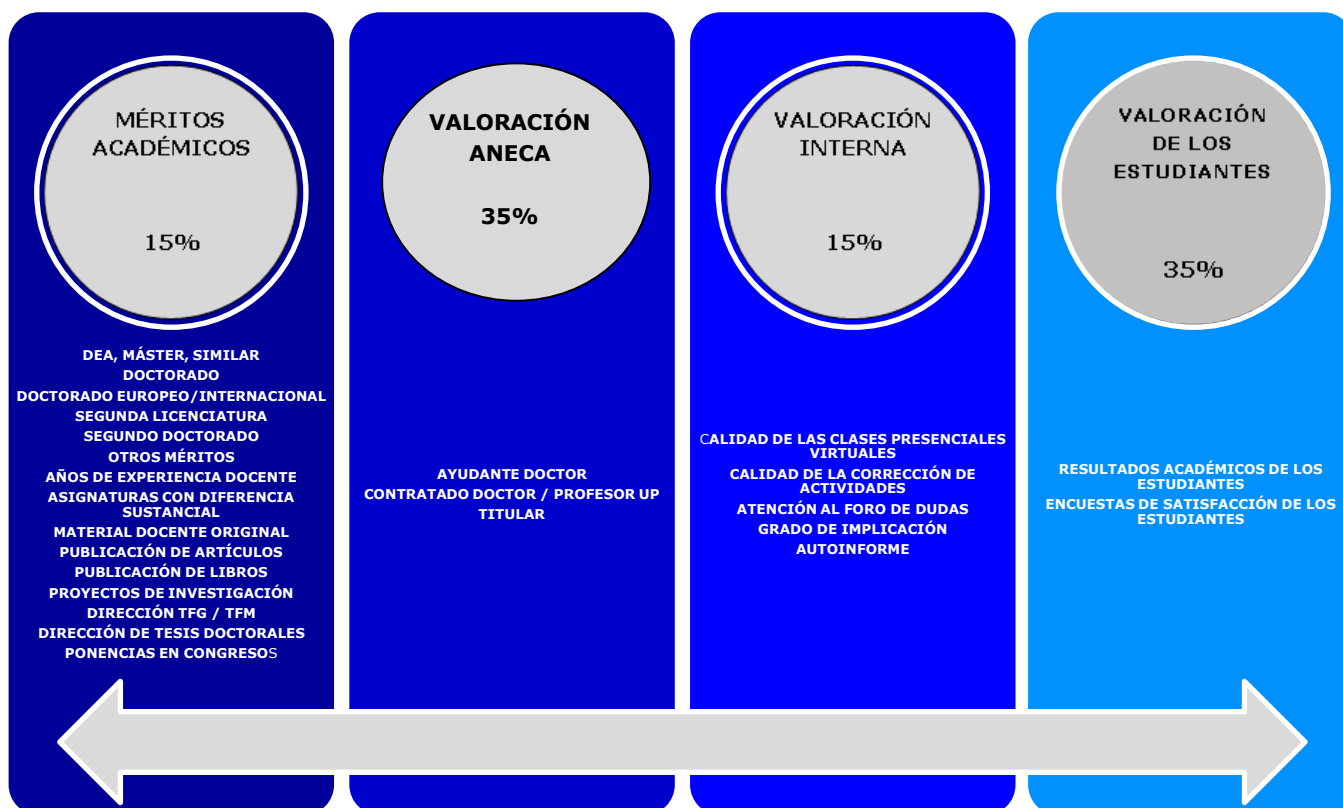 MÉRITOS
ACADÉMICOS
15%
DEA, MÁSTER, SIMILAR
DOCTORADO
DOCTORADO EUROPEO/INTERNACIONAL
SEGUNDA LICENCIATURA
SEGUNDO DOCTORADO
OTROS MÉRITOS
AÑOS DE EXPERIENCIA DOCENTE
ASIGNATURAS CON DIFERENCIA
SUSTANCIAL
MATERIAL DOCENTE ORIGINAL
PUBLICACIÓN DE ARTÍCULOS
PUBLICACIÓN DE LIBROS
PROYECTOS DE INVESTIGACIÓN
DIRECCIÓN TFG / TFM
DIRECCIÓN DE TESIS DOCTORALES
PONENCIAS EN CONGRESOS
VALORACIÓN
ANECA
35%
AYUDANTE DOCTOR
CONTRATADO DOCTOR / PROFESOR UP
TITULAR
VALORACIÓN
INTERNA
15%
CALIDAD DE LAS CLASES PRESENCIALES
VIRTUALES
CALIDAD DE LA CORRECCIÓN DE
ACTIVIDADES
ATENCIÓN AL FORO DE DUDAS
GRADO DE IMPLICACIÓN
AUTOINFORME
VALORACIÓN
DE LOS
ESTUDIANTES
35%
RESULTADOS ACADÉMICOS DE LOS
ESTUDIANTES
ENCUESTAS DE SATISFACCIÓN DE LOS
ESTUDIANTES